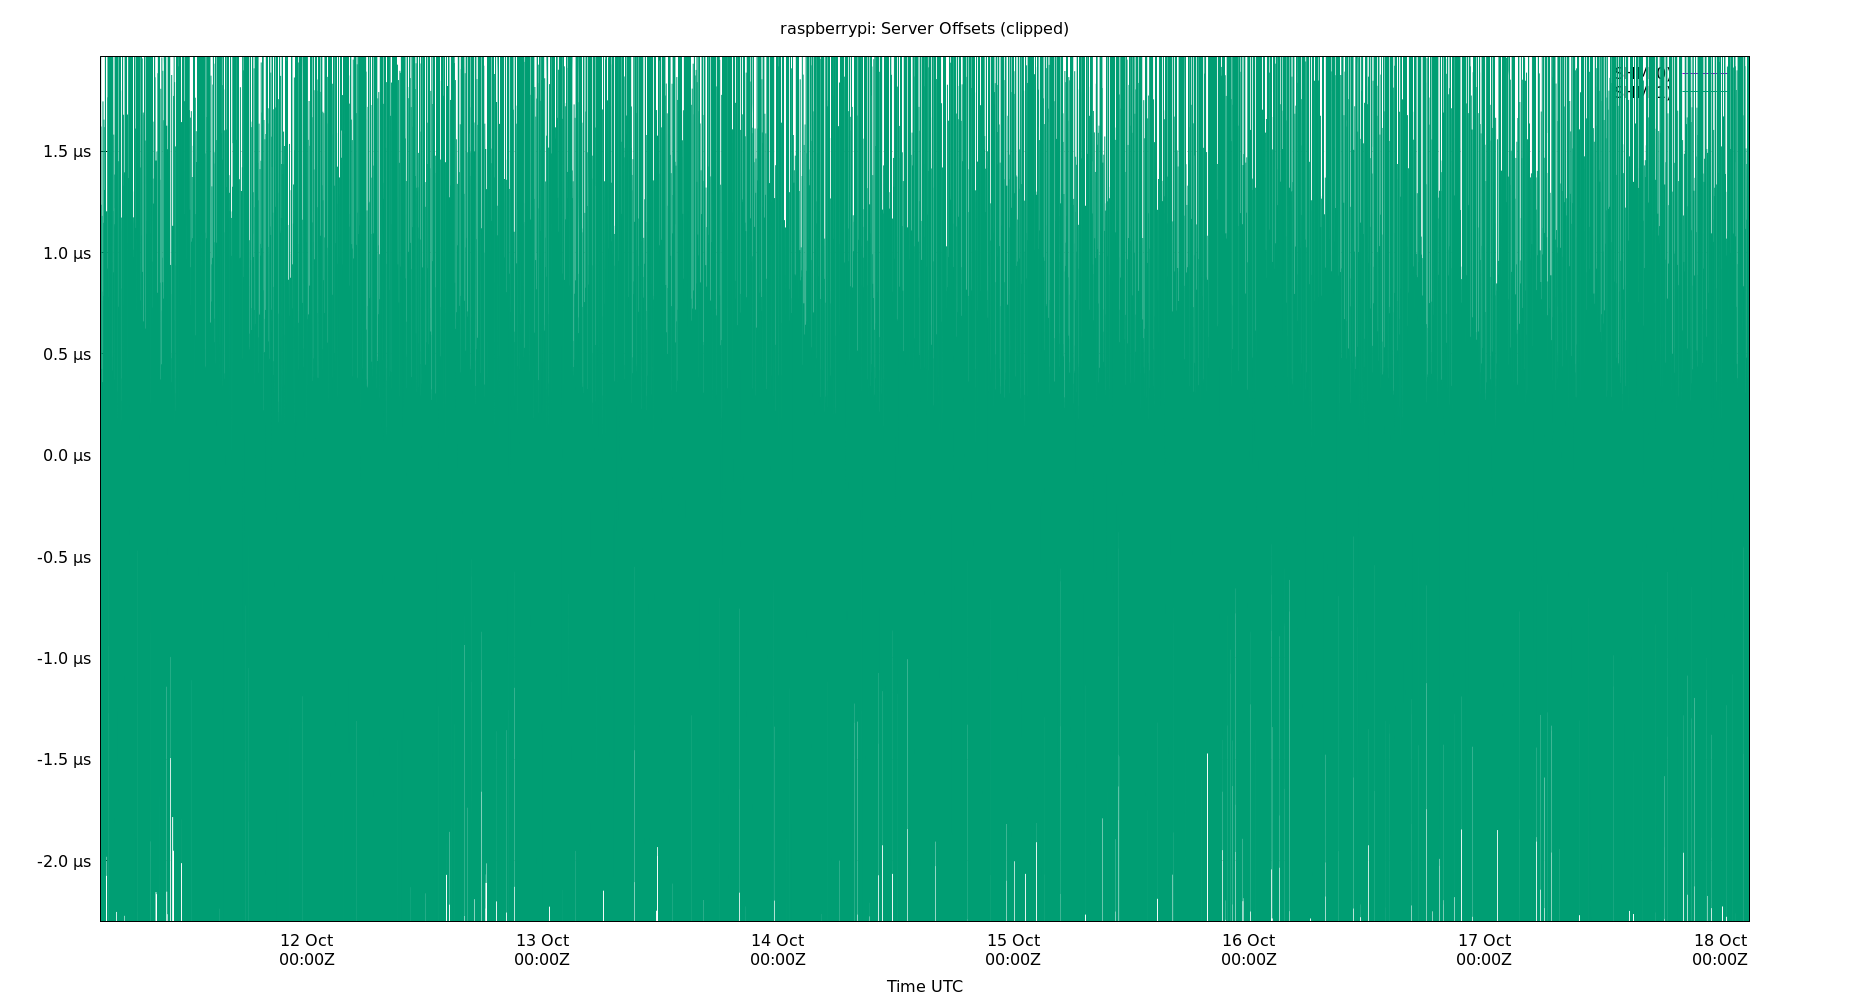 raspberrypi: Server Offsets (clipped)
1.5 µs
1.0 µs
0.5 µs
0.0 µs
-0.5 µs
-1.0 µs
-1.5 µs
-2.0 µs
12 Oct 13 Oct 14 Oct 15 Oct 16 Oct 17 Oct 18 Oct
00:00Z 00:00Z 00:00Z 00:00Z 00:00Z 00:00Z 00:00Z
Time UTC